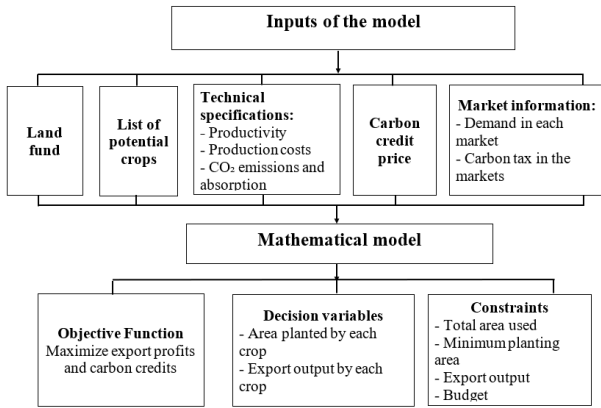 Inputs of the model
Land
fund
List of
potential
crops
Technical
specifications:
- Productivity
- Production costs
- CO₂ emissions and
absorption
Carbon
credit
price
Market information:
- Demand in each
market
- Carbon tax in the
markets
Mathematical model
Objective Function
Maximize export profits
and carbon credits
Decision variables
- Area planted by each
crop
- Export output by each
crop
Constraints
- Total area used
- Minimum planting
area
- Export output
- Budget